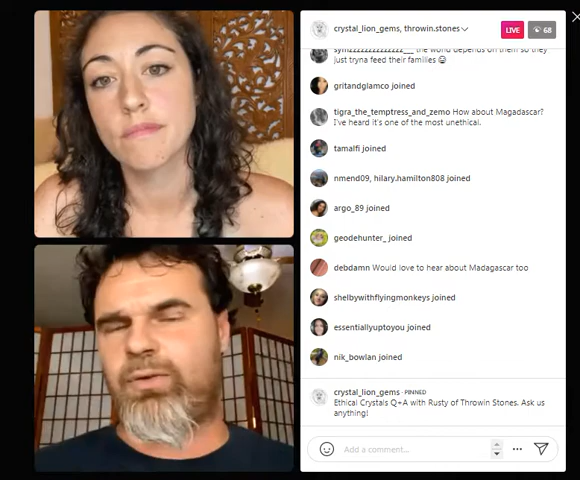 crystal_lion_gems, throwin.stones
LIVE
68
the world depends on them so they
just tryna feed their families
gritandglamco joined
tigra_the_temptress_and_zemo How about Magadascar?
I've heard it's one of the most unethical.
tamalfi joined
nmend09, hilary.hamilton808 joined
argo_89 joined
geodehunter_ joined
debdamn Would love to hear about Madagascar too
shelbywithflyingmonkeys joined
essentiallyuptoyou joined
nik_bowlan joined
crystal_lion_gems · PINNED
Ethical Crystals Q+A with Rusty of Throwin Stones. Ask us
anything!
Add a comment...